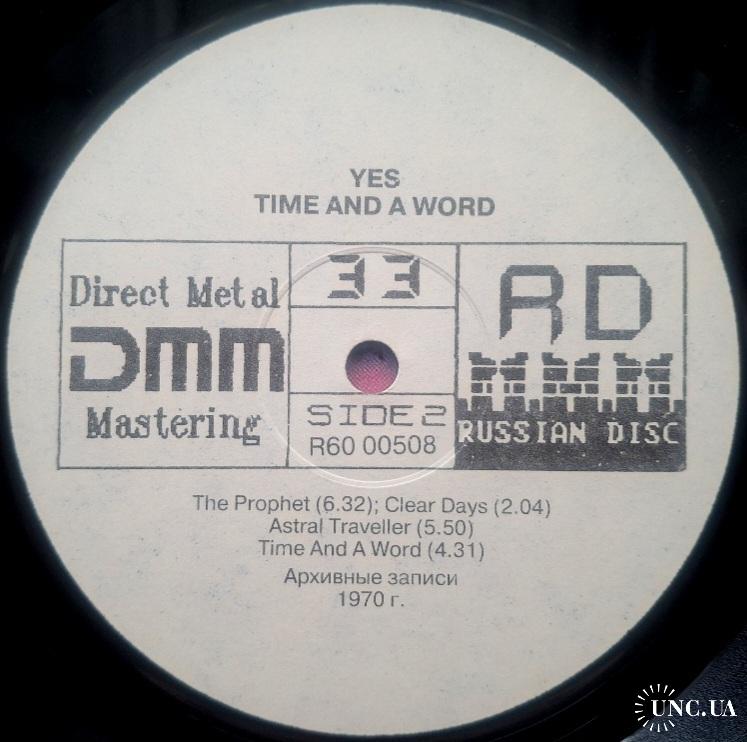 YES
TIME AND A WORD
Direct Metal
DMM
Mastering
33
SIDE 2
R60 00508
RD
RUSSIAN DISC
The Prophet (6.32); Clear Days (2.04)
Astral Traveller (5.50)
Time And A Word (4.31)
Архивные записи
1970 г.
UNC.UA